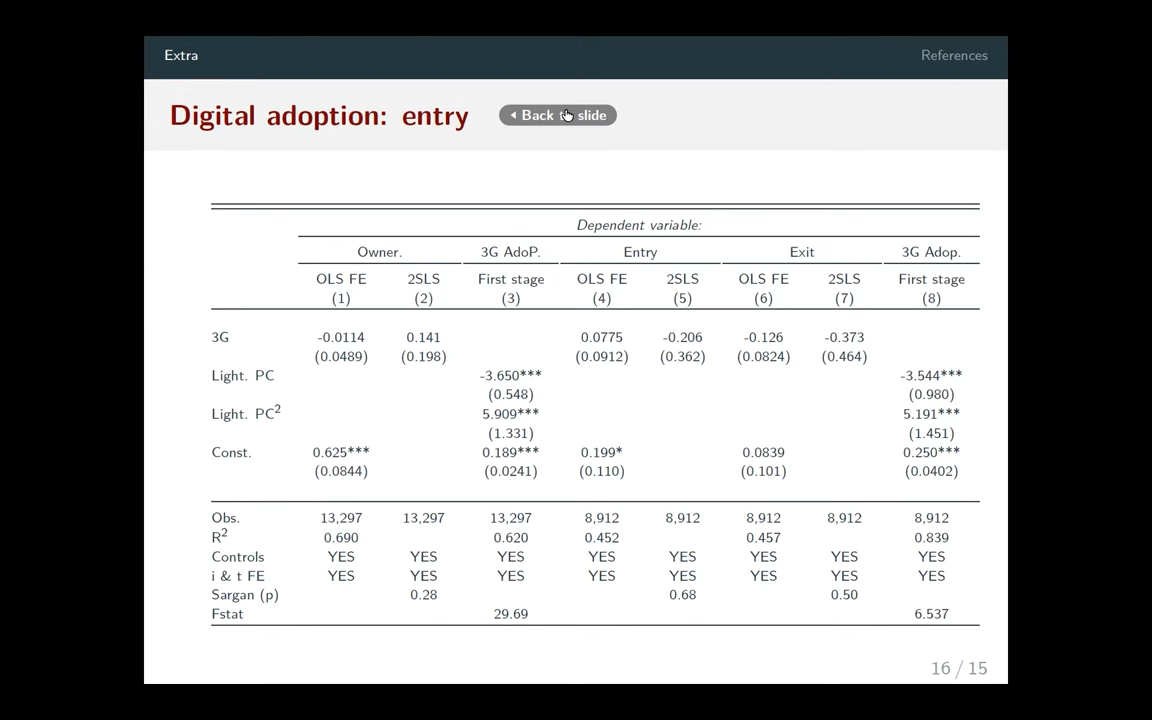 Extra References
Digital adoption: entry Back to slide
Dependent variable:
Owner. 3G AdoP. Entry Exit 3G Adop.
OLS FE 2SLS First stage OLS FE 2SLS OLS FE 2SLS First stage
(1) (2) (3) (4) (5) (6) (7) (8)
3G -0.0114 0.141 0.0775 -0.206 -0.126 -0.373
(0.0489) (0.198) (0.0912) (0.362) (0.0824) (0.464)
Light. PC -3.650*** -3.544***
(0.548) (0.980)
Light. PC² 5.909*** 5.191***
(1.331) (1.451)
Const. 0.625*** 0.189*** 0.199* 0.0839 0.250***
(0.0844) (0.0241) (0.110) (0.101) (0.0402)
Obs. 13,297 13,297 13,297 8,912 8,912 8,912 8,912 8,912
R² 0.690 0.620 0.452 0.457 0.839
Controls YES YES YES YES YES YES YES YES
i & t FE YES YES YES YES YES YES YES YES
Sargan (p) 0.28 0.68 0.50
Fstat 29.69 6.537
16 / 15